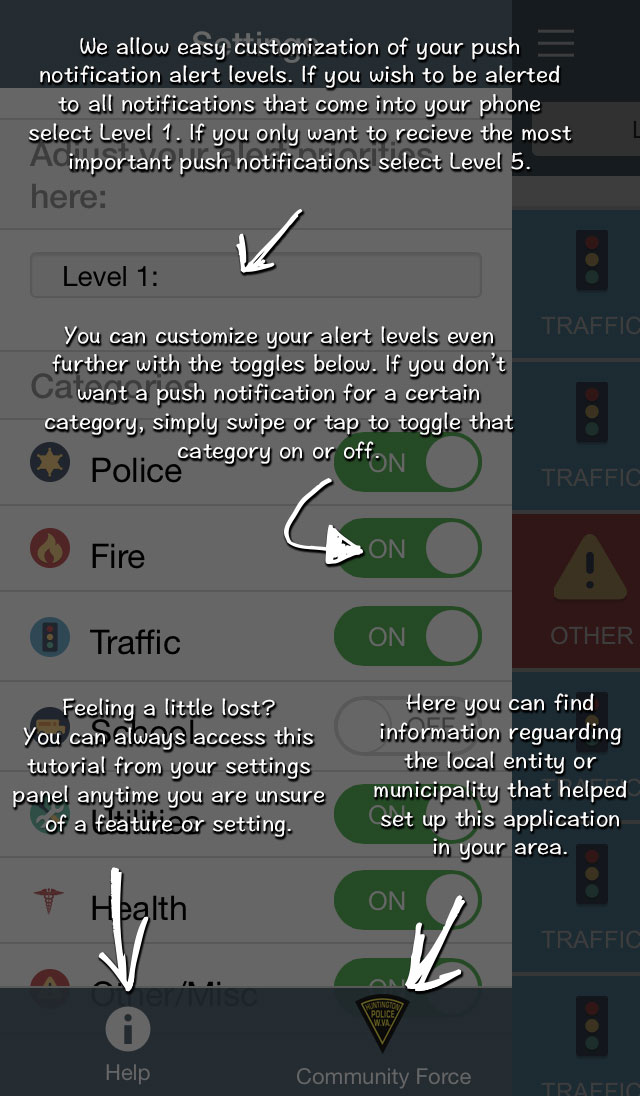 Settings
We allow easy customization of your push
notification alert levels. If you wish to be alerted
to all notifications that come into your phone
select Level 1. If you only want to recieve the most
important push notifications select Level 5.
Adjust your alert priorities
here:
Level 1:
L
TRAFFIC
You can customize your alert levels even
further with the toggles below. If you don't
want a push notification for a certain
category, simply swipe or tap to toggle that
category on or off.
Categories
Police
ON
TRAFFIC
Fire
ON
Traffic
ON
OTHER
School
OFF
Feeling a little lost?
You can always access this
tutorial from your settings
panel anytime you are unsure
of a feature or setting.
Here you can find
information reguarding
the local entity or
municipality that helped
set up this application
in your area.
TRAFFIC
Utilities
ON
Health
ON
TRAFFIC
Other/Misc
ON
HUNTINGTON
POLICE
W.VA.
Help
Community Force
TRAFFIC